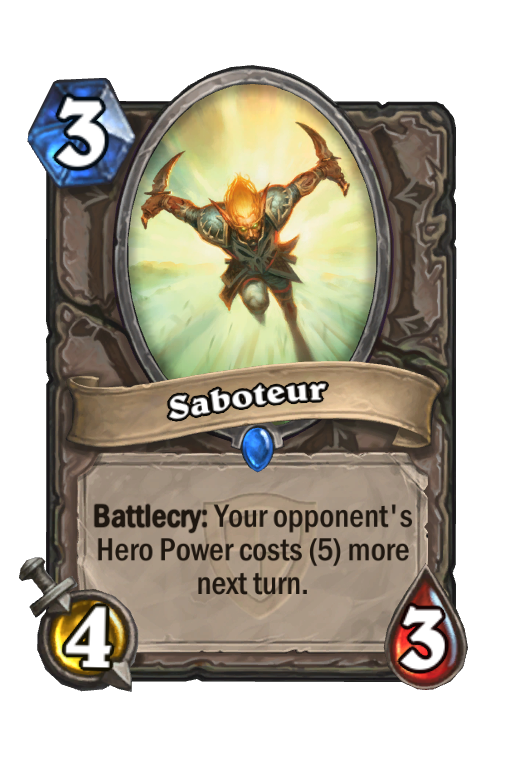 3
Saboteur
Battlecry: Your opponent's
Hero Power costs (5) more
next turn.
4
3